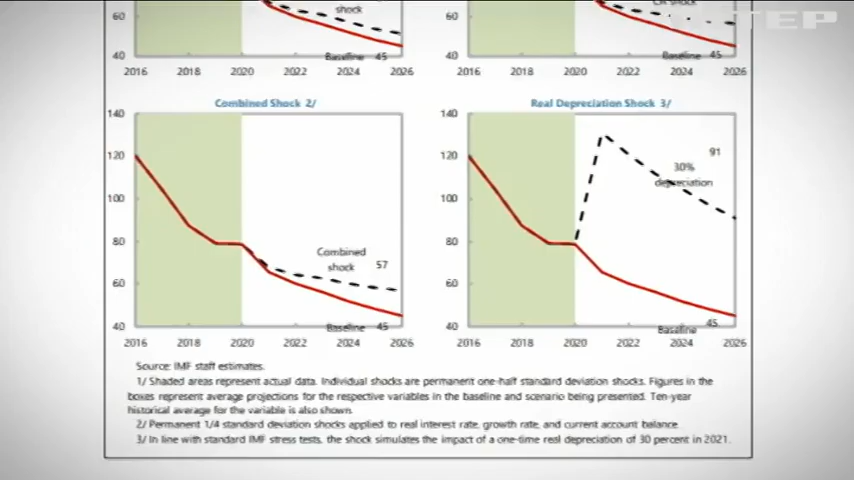 60
shock
Baseline 45
40
2016 2018 2020 2022 2024 2026
60
shock
Baseline 45
40
2016 2018 2020 2022 2024 2026
Combined Shock 2/
140
120
100
80
60
40
Combined
shock
57
Baseline 45
2016 2018 2020 2022 2024 2026
Real Depreciation Shock 3/
140
120
100
80
60
40
91
30%
depreciation
45
Baseline
2016 2018 2020 2022 2024 2026
Source: IMF staff estimates.
1/ Shaded areas represent actual data. Individual shocks are permanent one-half standard deviation shocks. Figures in the
boxes represent average projections for the respective variables in the baseline and scenario being presented. Ten-year
historical average for the variable is also shown.
2/ Permanent 1/4 standard deviation shocks applied to real interest rate, growth rate, and current account balance.
3/ In line with standard IMF stress tests, the shock simulates the impact of a one-time real depreciation of 30 percent in 2021.